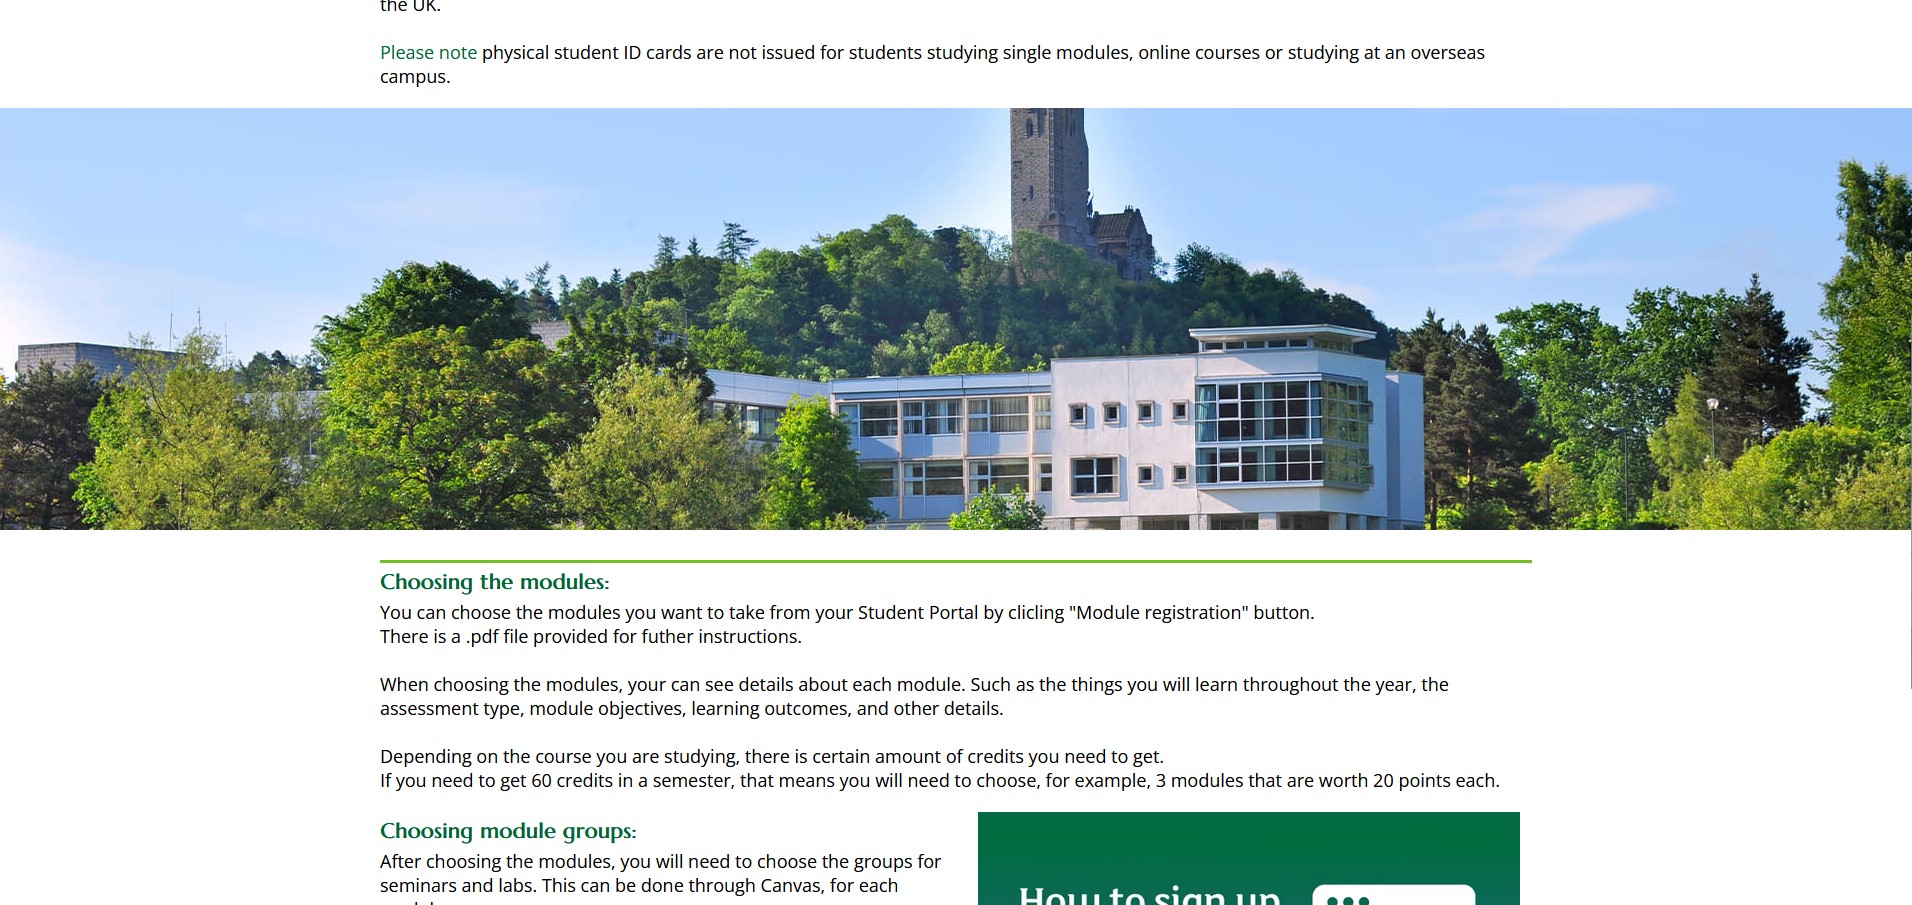 the UK.
Please note physical student ID cards are not issued for students studying single modules, online courses or studying at an overseas
campus.
Choosing the modules:
You can choose the modules you want to take from your Student Portal by clicling "Module registration" button.
There is a .pdf file provided for futher instructions.
When choosing the modules, your can see details about each module. Such as the things you will learn throughout the year, the
assessment type, module objectives, learning outcomes, and other details.
Depending on the course you are studying, there is certain amount of credits you need to get.
If you need to get 60 credits in a semester, that means you will need to choose, for example, 3 modules that are worth 20 points each.
Choosing module groups:
After choosing the modules, you will need to choose the groups for
seminars and labs. This can be done through Canvas, for each
How to sign up